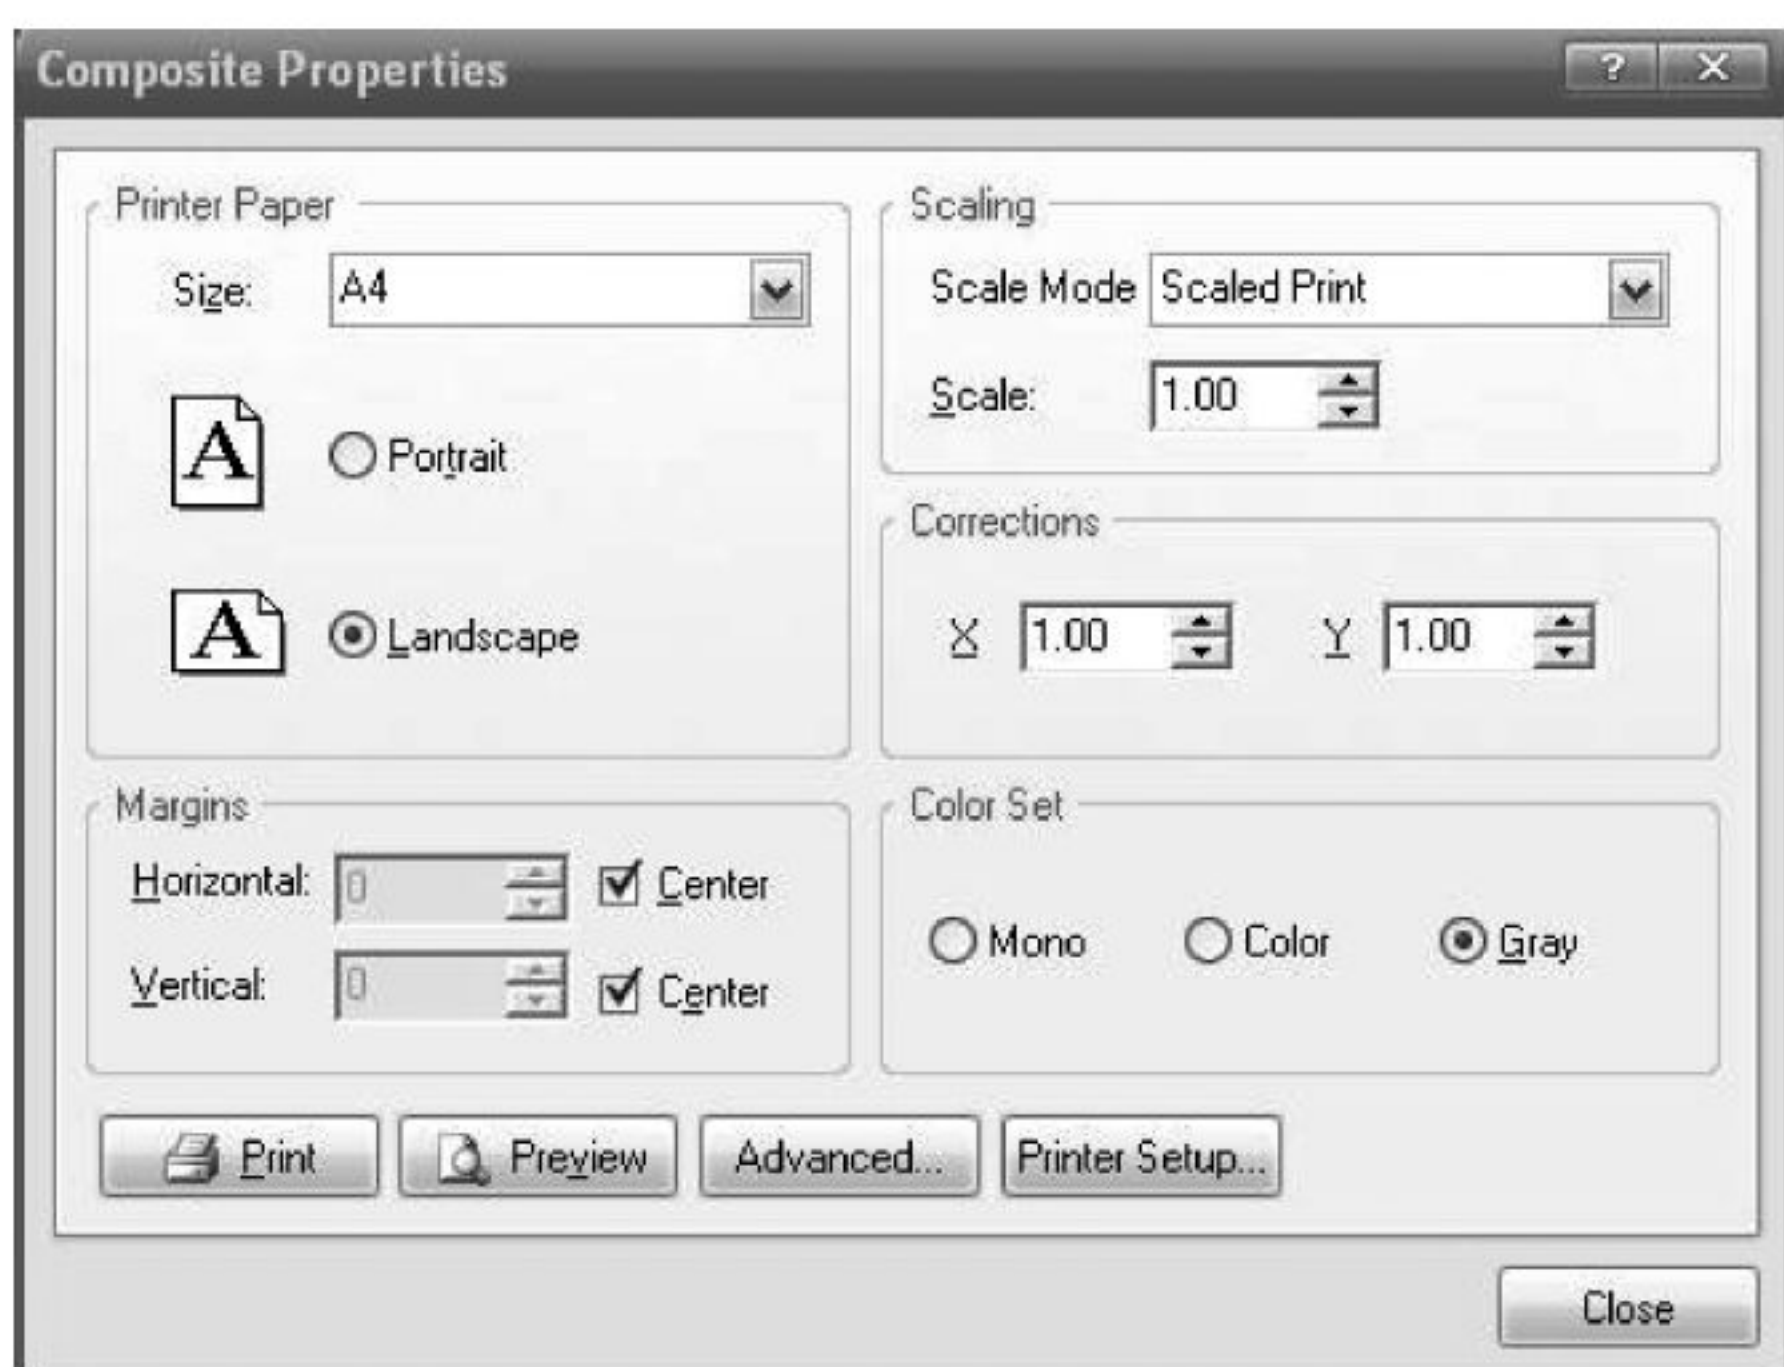 Composite Properties
? X
Printer Paper
Size: A4
A Portrait
A Landscape
Scaling
Scale Mode Scaled Print
Scale: 1.00
Corrections
X 1.00 Y 1.00
Margins
Horizontal: 0 Center
Vertical: 0 Center
Color Set
Mono Color Gray
Print Preview Advanced... Printer Setup...
Close